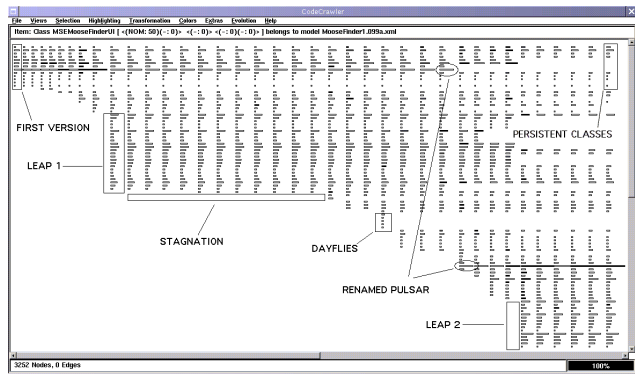 CodeCrawler
File Views Selection Highlighting Transformation Colors Extras Evolution Help
Item: Class MSEMooseFinderUI [ <(NOM: 50)(-: 0)> <(-: 0)> <(-: 0)(-: 0)> ] belongs to model MooseFinder1.099a.xml
FIRST VERSION
PERSISTENT CLASSES
LEAP 1
STAGNATION
DAYFLIES
RENAMED PULSAR
LEAP 2
3252 Nodes, 0 Edges
100%